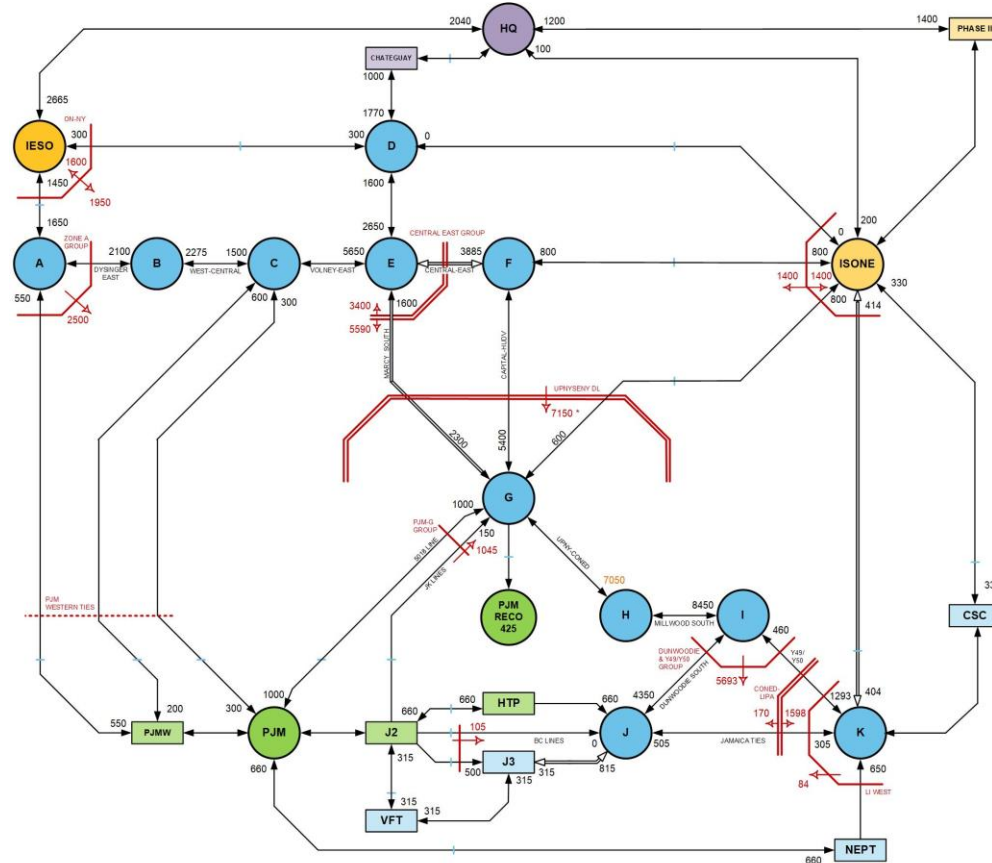 2040
HQ
1200
1400
PHASE II
CHATEGUAY
100
1000
2665
1770
ON-NY
IESO
300
300
D
0
1600
1450
1950
1600
200
0
1650
2650
ZONE A GROUP
CENTRAL EAST GROUP
A
2100
B
2275
1500
C
5650
E
3885
F
800
800
ISONE
DYSINGER EAST
WEST-CENTRAL
VOLNEY-EAST
CENTRAL-EAST
550
600
300
1600
1400
1400
800
330
414
2500
3400
5590
MARCY SOUTH
CAPITAL-HUDV
UPNYSENY DL
7150 *
2300
5400
600
G
1000
150
PJM-G GROUP
1045
5018 LINE
JK LINES
UPNY-CONED
7050
PJM RECO 425
H
8450
I
460
MILLWOOD SOUTH
PJM WESTERN TIES
CSC
DUNWOODIE & Y49/Y50 GROUP
5693
Y49/Y50
DUNWOODIE SOUTH
CONED-LIPA
1293
404
1000
660
HTP
660
4350
200
300
660
105
170
1598
550
PJMW
PJM
J2
BC LINES
0
J
505
JAMAICA TIES
305
K
660
315
500
J3
315
815
84
650
LI WEST
315
315
315
VFT
NEPT
660